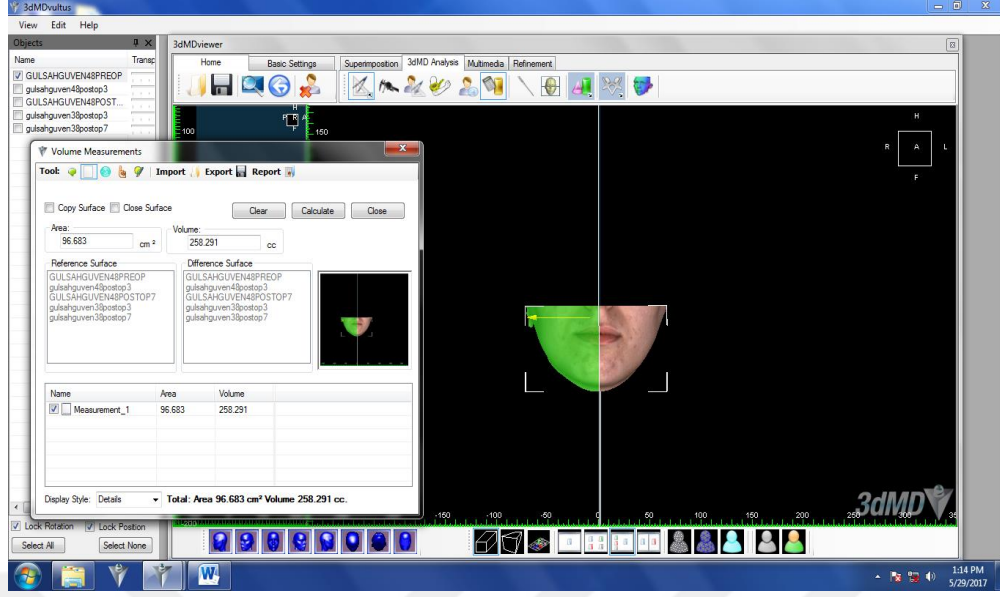 3dMDvultus
View Edit Help
Objects
Name Transp
GULSAHGUVEN48PREOP
gulsahguven48postop3
GULSAHGUVEN48POST...
gulsahguven38postop3
gulsahguven38postop7
3dMDviewer
Home Basic Settings Superimposition 3dMD Analysis Multimedia Refinement
100
H
P R A
F
150
H
R A L
F
Volume Measurements
Tool: Import Export Report
Copy Surface Close Surface Clear Calculate Close
Area: Volume:
96.683 cm ² 258.291 cc
Reference Surface Difference Surface
GULSAHGUVEN48PREOP GULSAHGUVEN48PREOP
gulsahguven48postop3 gulsahguven48postop3
GULSAHGUVEN48POSTOP7 GULSAHGUVEN48POSTOP7
gulsahguven38postop3 gulsahguven38postop3
gulsahguven38postop7 gulsahguven38postop7
Name Area Volume
Measurement_1 96.683 258.291
Display Style: Details Total: Area 96.683 cm² Volume 258.291 cc.
3dMD
-150 -100 -50 0 50 100 150 200 250 300 35
Lock Rotation Lock Position
Select All Select None
W
1:14 PM
5/29/2017